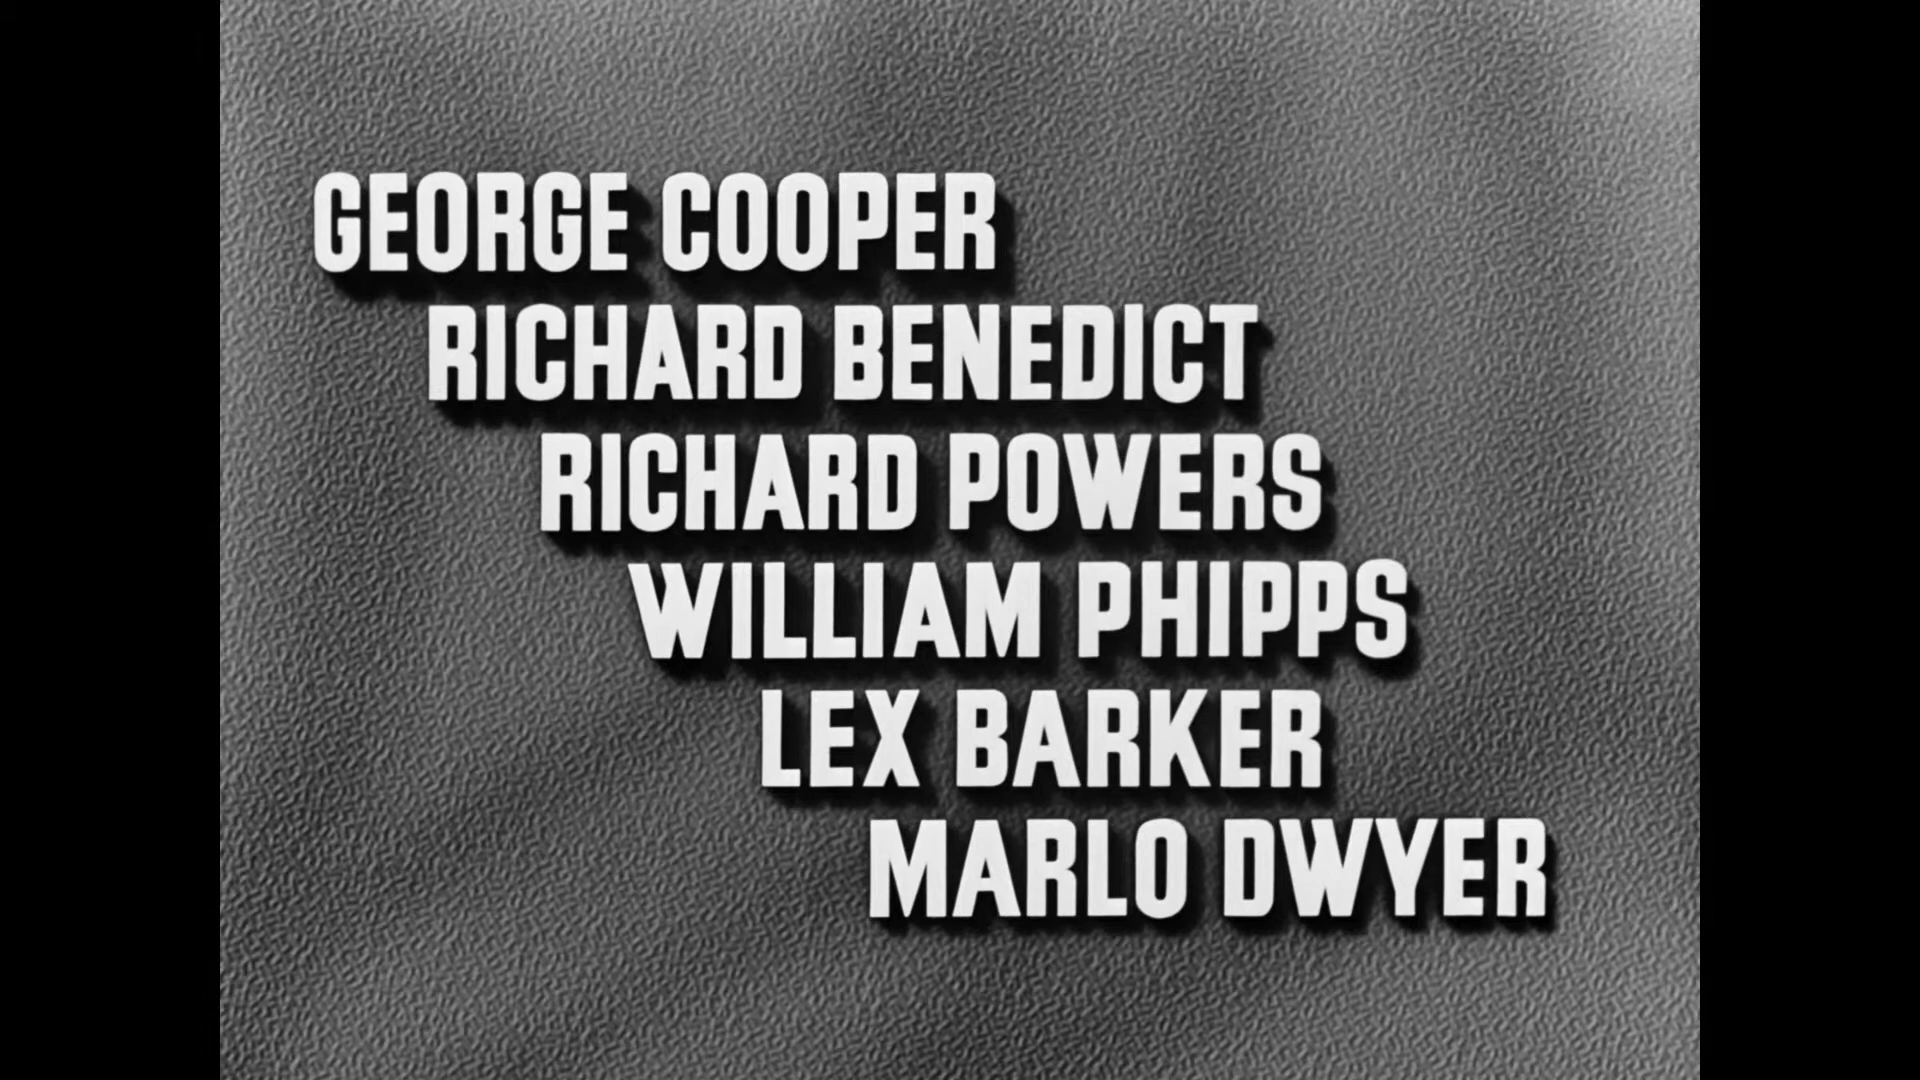 GEORGE COOPER
RICHARD BENEDICT
RICHARD POWERS
WILLIAM PHIPPS
LEX BARKER
MARLO DWYER